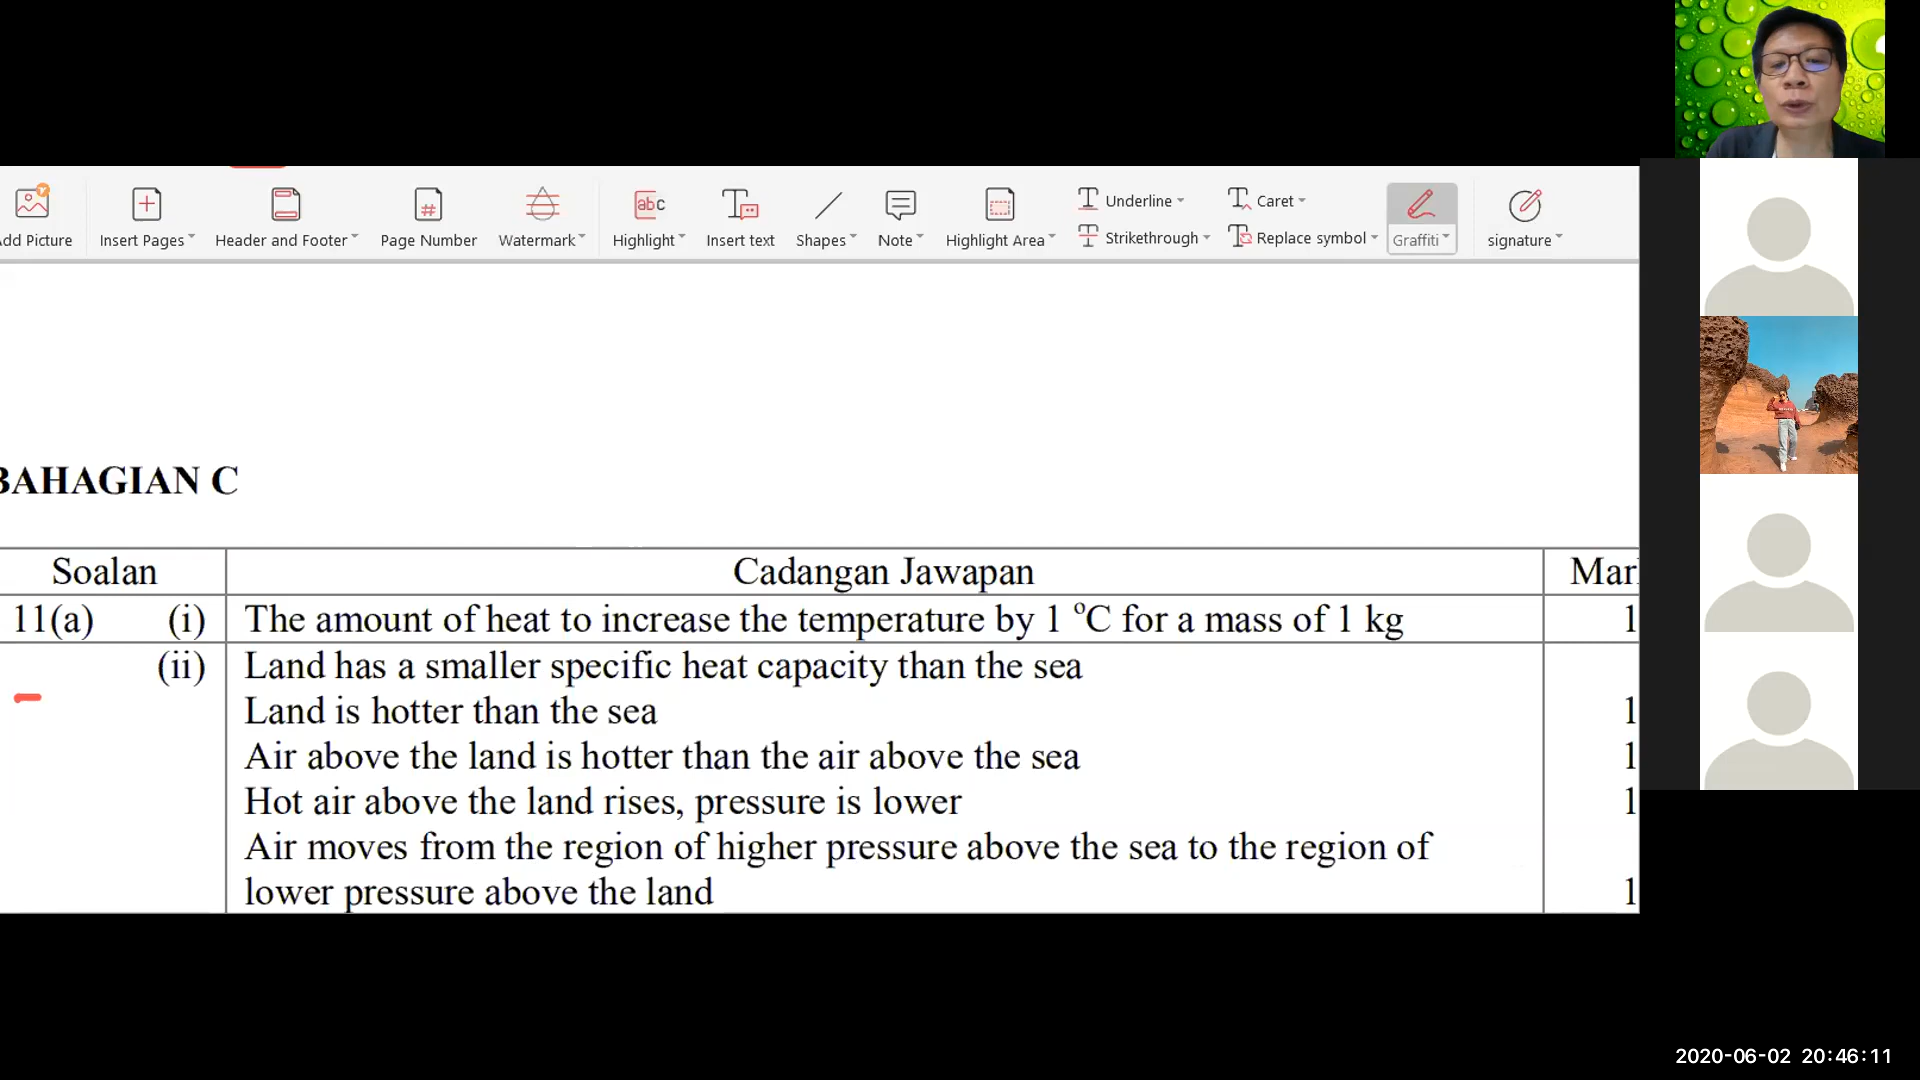 Add Picture
Insert Pages
Header and Footer
Page Number
Watermark
Highlight
Insert text
Shapes
Note
Highlight Area
Underline
Strikethrough
Caret
Replace symbol
Graffiti
signature
BAHAGIAN C
Soalan Cadangan Jawapan Mar
11(a) (i) The amount of heat to increase the temperature by 1 °C for a mass of 1 kg 1
(ii) Land has a smaller specific heat capacity than the sea
Land is hotter than the sea 1
Air above the land is hotter than the air above the sea 1
Hot air above the land rises, pressure is lower 1
Air moves from the region of higher pressure above the sea to the region of
lower pressure above the land 1
2020-06-02 20:46:11